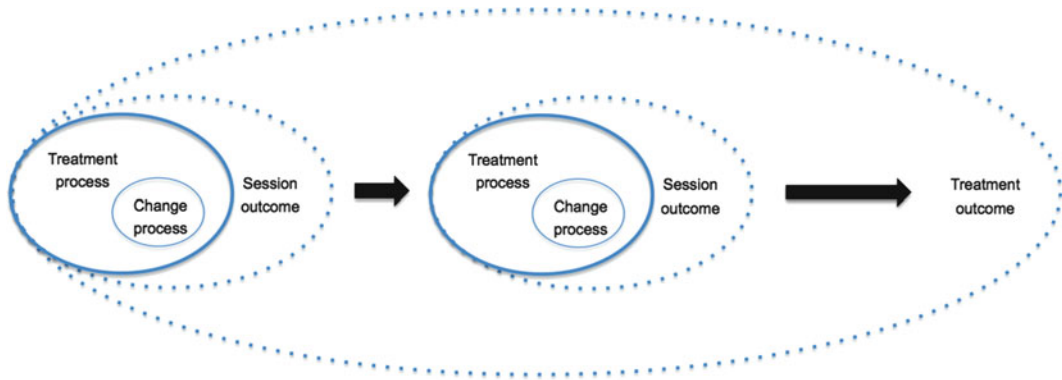 Treatment
process
Change
process
Session
outcome
Treatment
process
Change
process
Session
outcome
Treatment
outcome